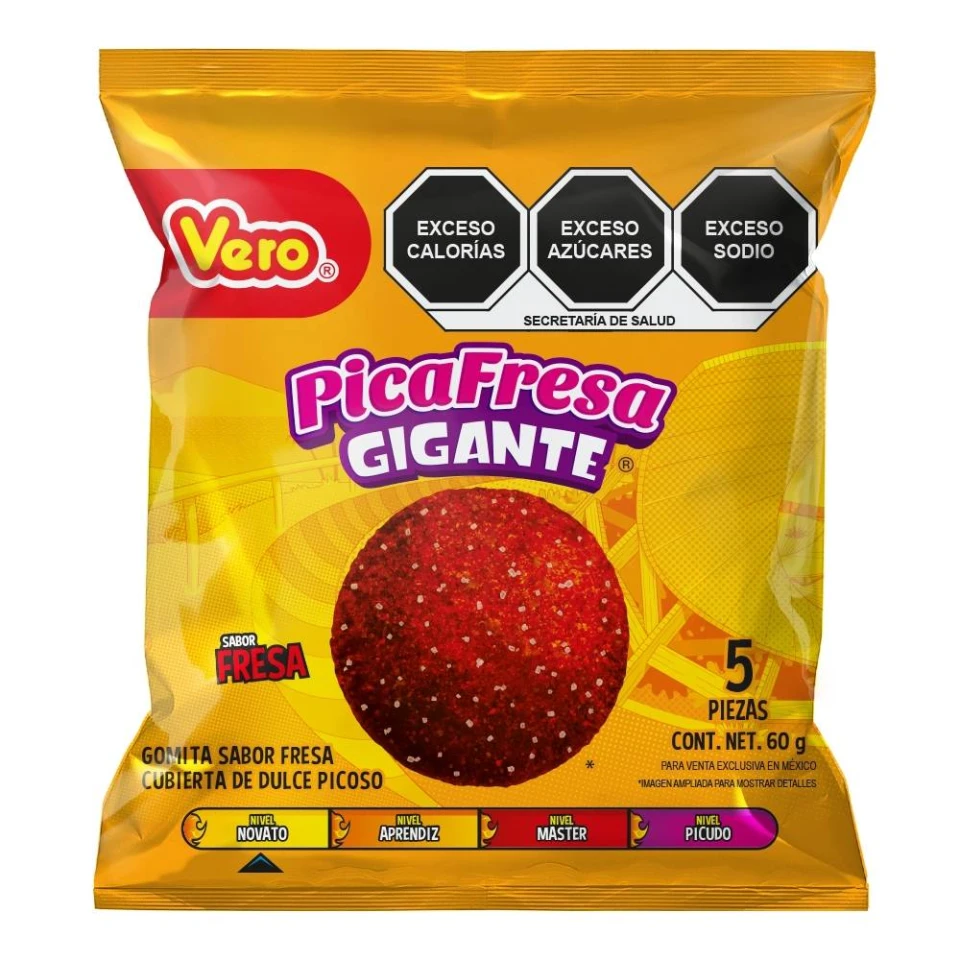 Vero®
EXCESO
CALORÍAS
EXCESO
AZÚCARES
EXCESO
SODIO
SECRETARÍA DE SALUD
PicaFresa
GIGANTE®
SABOR
FRESA
5
PIEZAS
CONT. NET. 60 g
PARA VENTA EXCLUSIVA EN MÉXICO
*IMAGEN AMPLIADA PARA MOSTRAR DETALLES
*
GOMITA SABOR FRESA
CUBIERTA DE DULCE PICOSO
NIVEL
NOVATO
NIVEL
APRENDIZ
NIVEL
MÁSTER
NIVEL
PICUDO